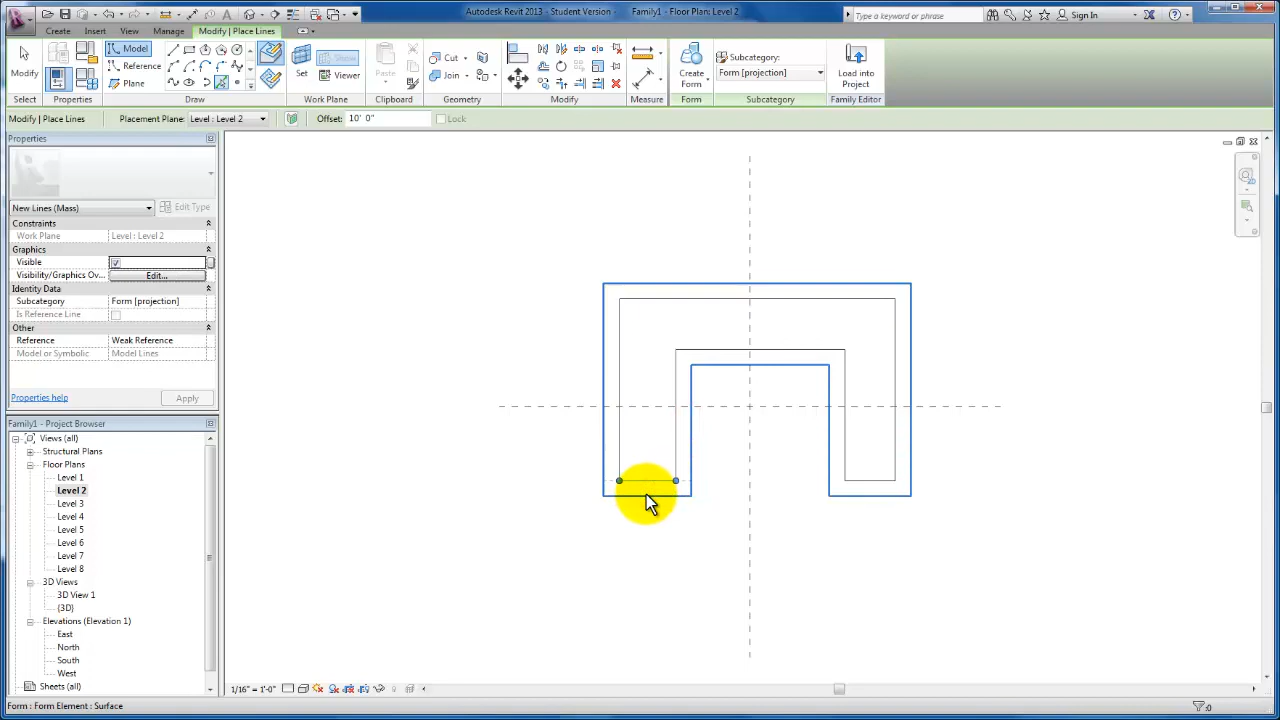 Autodesk Revit 2013 - Student Version - Family1 - Floor Plan: Level 2
Type a keyword or phrase
Sign In
Create Insert View Manage Modify | Place Lines
Modify
Model
Reference
Plane
Set
Show
Viewer
Paste
Cut
Join
Create Form
Subcategory:
Form [projection]
Load into Project
Select Properties Draw Work Plane Clipboard Geometry Modify Measure Form Subcategory Family Editor
Modify | Place Lines Placement Plane: Level : Level 2 Offset: 10' 0" Lock
Properties
New Lines (Mass) Edit Type
Constraints
Work Plane Level : Level 2
Graphics
Visible
Visibility/Graphics Ov... Edit...
Identity Data
Subcategory Form [projection]
Is Reference Line
Other
Reference Weak Reference
Model or Symbolic Model Lines
Properties help Apply
Family1 - Project Browser
Views (all)
Structural Plans
Floor Plans
Level 1
Level 2
Level 3
Level 4
Level 5
Level 6
Level 7
Level 8
3D Views
3D View 1
{3D}
Elevations (Elevation 1)
East
North
South
West
Sheets (all)
1/16" = 1'-0"
Form : Form Element : Surface
:0